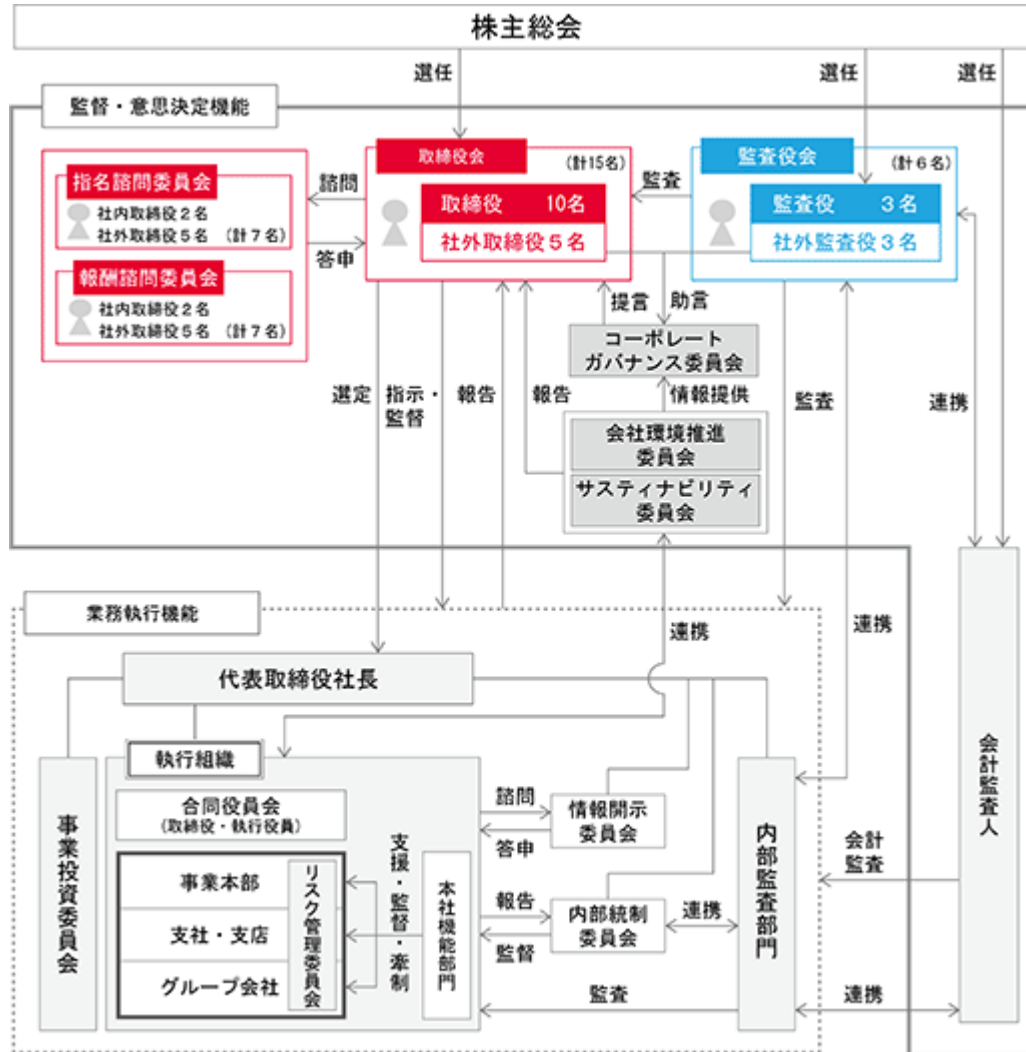 株主総会
選任
選任
選任
監督・意思決定機能
指名諮問委員会
社内取締役2名
社外取締役5名 (計7名)
報酬諮問委員会
社内取締役2名
社外取締役5名 (計7名)
諮問
答申
取締役会
(計15名)
取締役 10名
社外取締役5名
監査
監査役会
(計6名)
監査役 3名
社外監査役3名
提言
助言
コーポレート
ガバナンス委員会
選定
指示・
監督
報告
報告
情報提供
監査
連携
会社環境推進
委員会
サスティナビリティ
委員会
業務執行機能
連携
連携
代表取締役社長
執行組織
事業投資委員会
合同役員会
(取締役・執行役員)
事業本部
支社・支店
グループ会社
リスク管理委員会
支援・監督・牽制
本社機能部門
諮問
答申
情報開示
委員会
報告
監督
内部統制
委員会
連携
監査
内部監査部門
会計
監査
連携
会計監査人